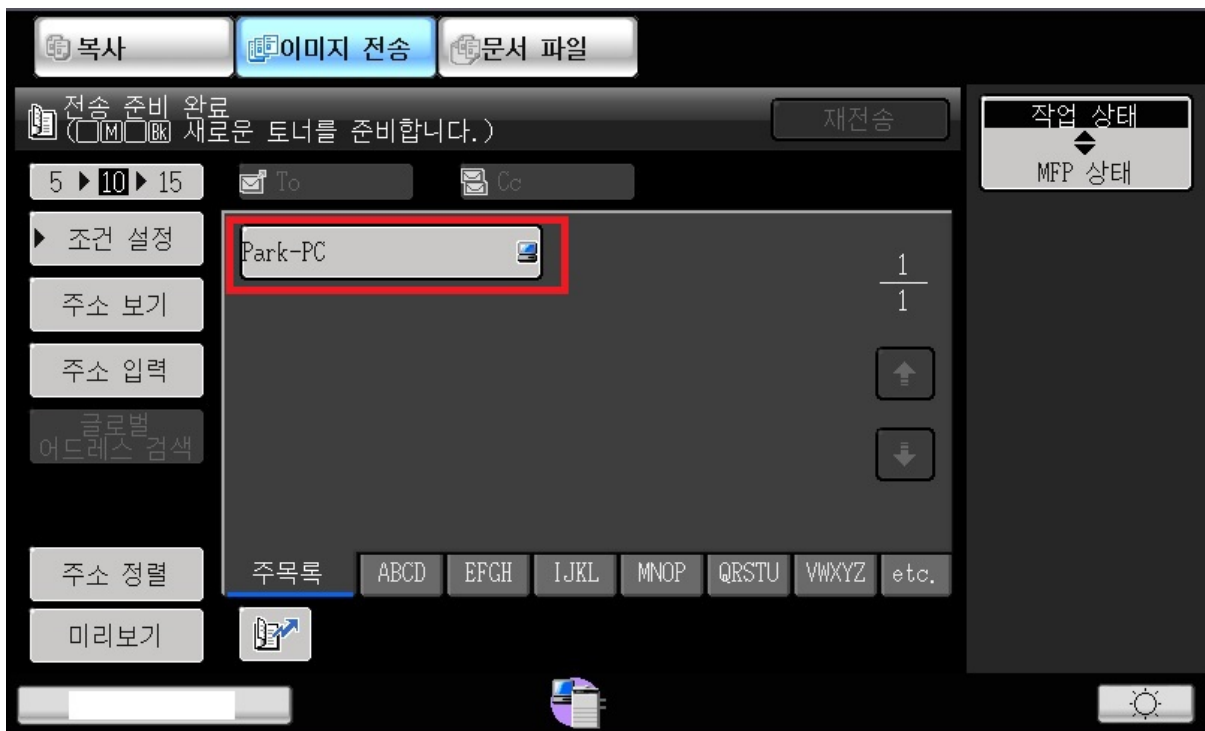 복사
이미지 전송
문서 파일
전송 준비 완료
(□M□BK 새로운 토너를 준비합니다.)
재전송
작업 상태
MFP 상태
5 ▶ 10 ▶ 15
To
Cc
조건 설정
Park-PC
1
1
주소 보기
주소 입력
글로벌
어드레스 검색
주소 정렬
주목록
ABCD
EFGH
IJKL
MNOP
QRSTU
VWXYZ
etc.
미리보기